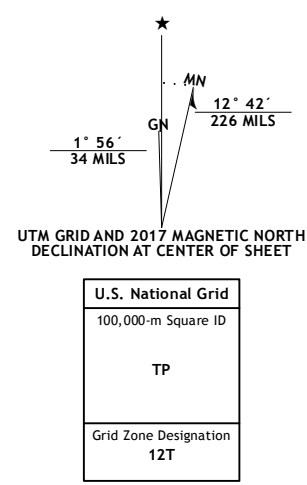 ★
MN
GN
12° 42´
226 MILS
1° 56´
34 MILS
UTM GRID AND 2017 MAGNETIC NORTH
DECLINATION AT CENTER OF SHEET
U.S. National Grid
100,000-m Square ID
TP
Grid Zone Designation
12T